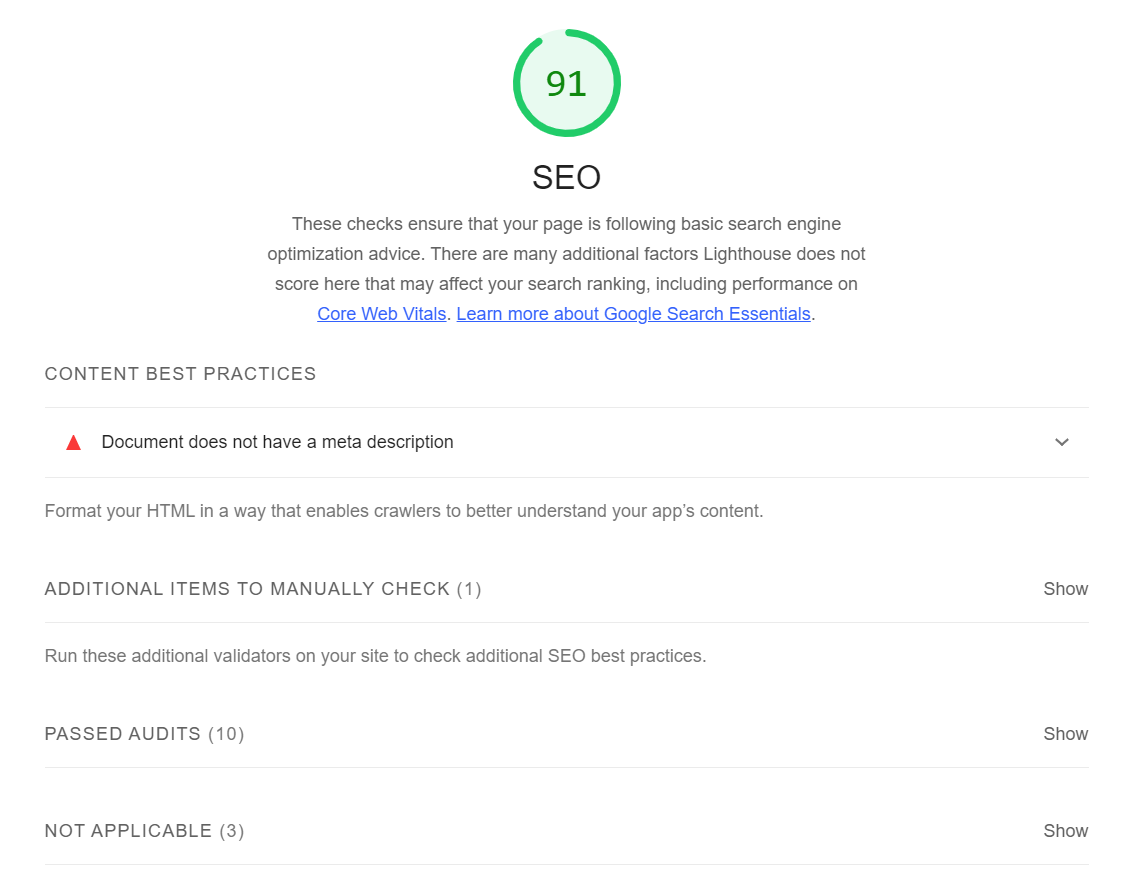 91
SEO
These checks ensure that your page is following basic search engine
optimization advice. There are many additional factors Lighthouse does not
score here that may affect your search ranking, including performance on
Core Web Vitals. Learn more about Google Search Essentials.
CONTENT BEST PRACTICES
Document does not have a meta description
Format your HTML in a way that enables crawlers to better understand your app’s content.
ADDITIONAL ITEMS TO MANUALLY CHECK (1) Show
Run these additional validators on your site to check additional SEO best practices.
PASSED AUDITS (10) Show
NOT APPLICABLE (3) Show